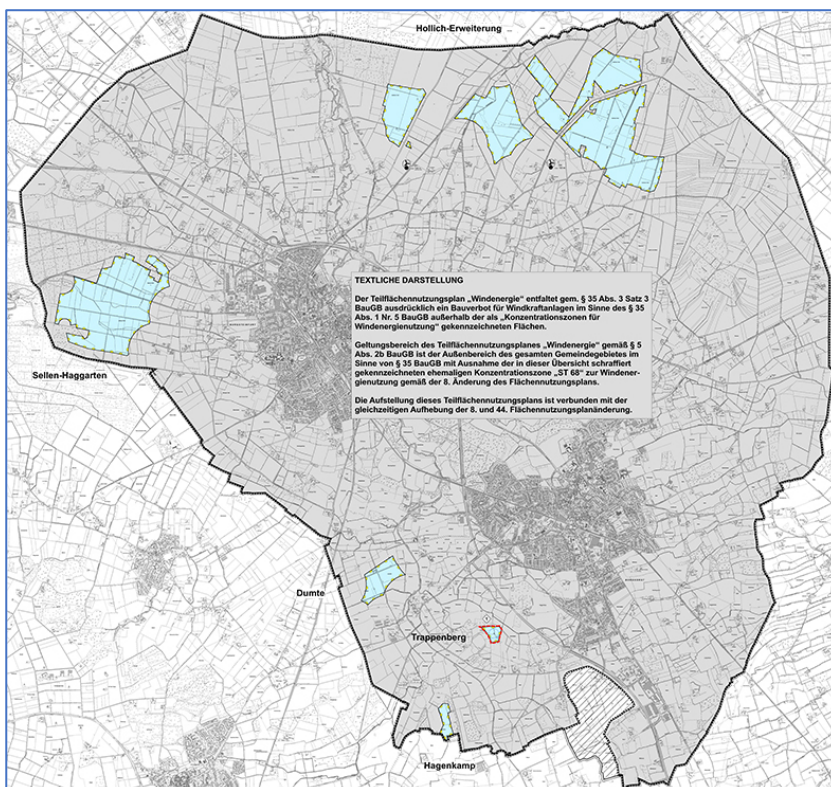 Hollich-Erweiterung
TEXTLICHE DARSTELLUNG
Der Teilflächennutzungsplan „Windenergie“ entfaltet gem. § 35 Abs. 3 Satz 3
BauGB ausdrücklich ein Bauverbot für Windkraftanlagen im Sinne des § 35
Abs. 1 Nr. 5 BauGB außerhalb der als „Konzentrationszonen für
Windenergienutzung“ gekennzeichneten Flächen.
Geltungsbereich des Teilflächennutzungsplanes „Windenergie“ gemäß § 5
Abs. 2b BauGB ist der Außenbereich des gesamten Gemeindegebietes im
Sinne von § 35 BauGB mit Ausnahme der in dieser Übersicht schraffiert
gekennzeichneten ehemaligen Konzentrationszone „ST 68“ zur Windener-
gienutzung gemäß der 8. Änderung des Flächennutzungsplans.
Die Aufstellung dieses Teilflächennutzungsplans ist verbunden mit der
gleichzeitigen Aufhebung der 8. und 44. Flächennutzungsplanänderung.
Sellen-Haggarten
Dumte
Trappenberg
Hagenkamp